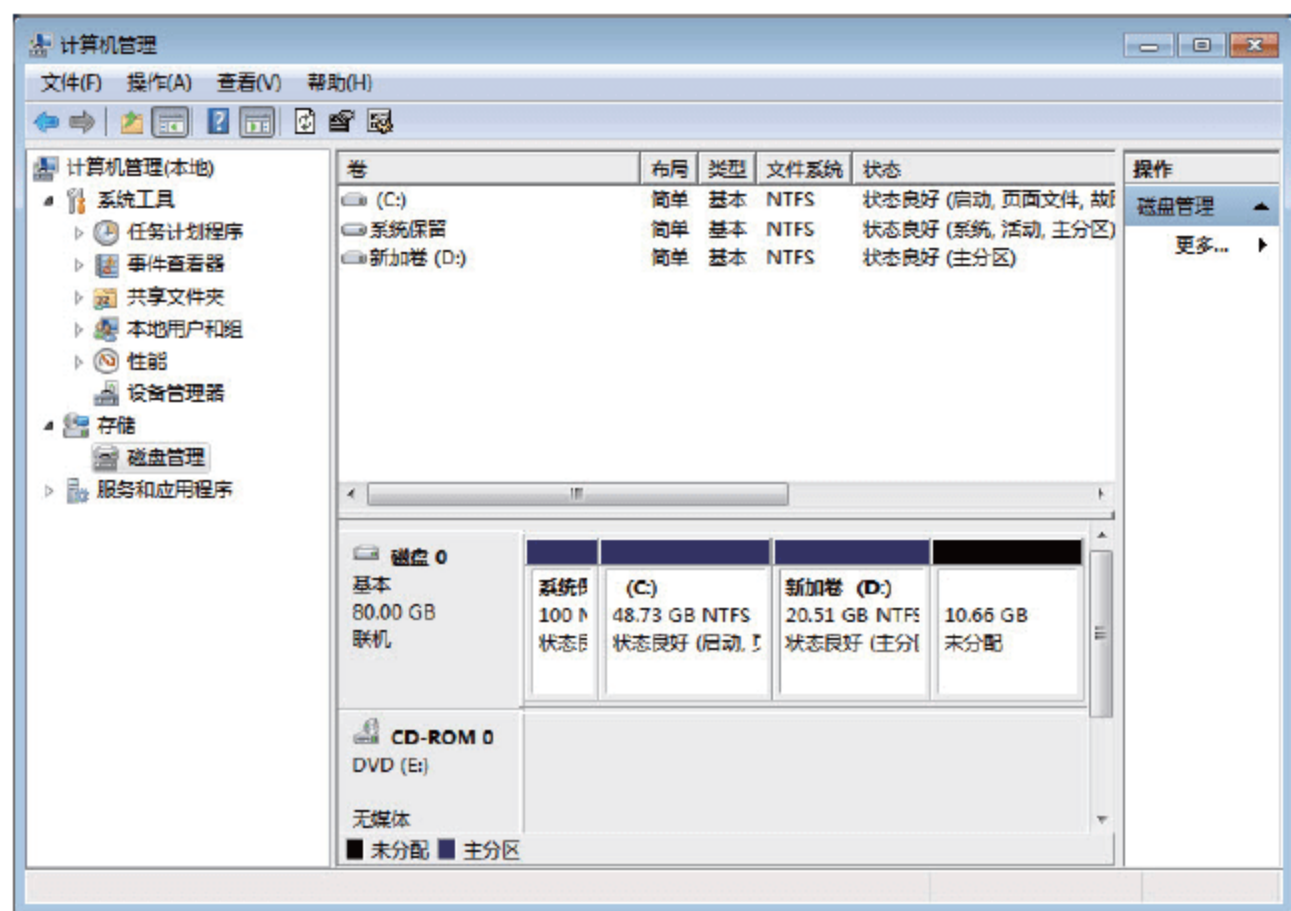 计算机管理
文件(F) 操作(A) 查看(V) 帮助(H)
计算机管理(本地)
系统工具
任务计划程序
事件查看器
共享文件夹
本地用户和组
性能
设备管理器
存储
磁盘管理
服务和应用程序
卷 布局 类型 文件系统 状态
(C:) 简单 基本 NTFS 状态良好 (启动, 页面文件, 故
系统保留 简单 基本 NTFS 状态良好 (系统, 活动, 主分区)
新加卷 (D:) 简单 基本 NTFS 状态良好 (主分区)
磁盘 0
基本
80.00 GB
联机
系统
100
状态
(C:)
48.73 GB NTFS
状态良好 (启动,
新加卷 (D:)
20.51 GB NTFS
状态良好 (主分
10.66 GB
未分配
CD-ROM 0
DVD (E:)
无媒体
未分配 主分区
操作
磁盘管理
更多...